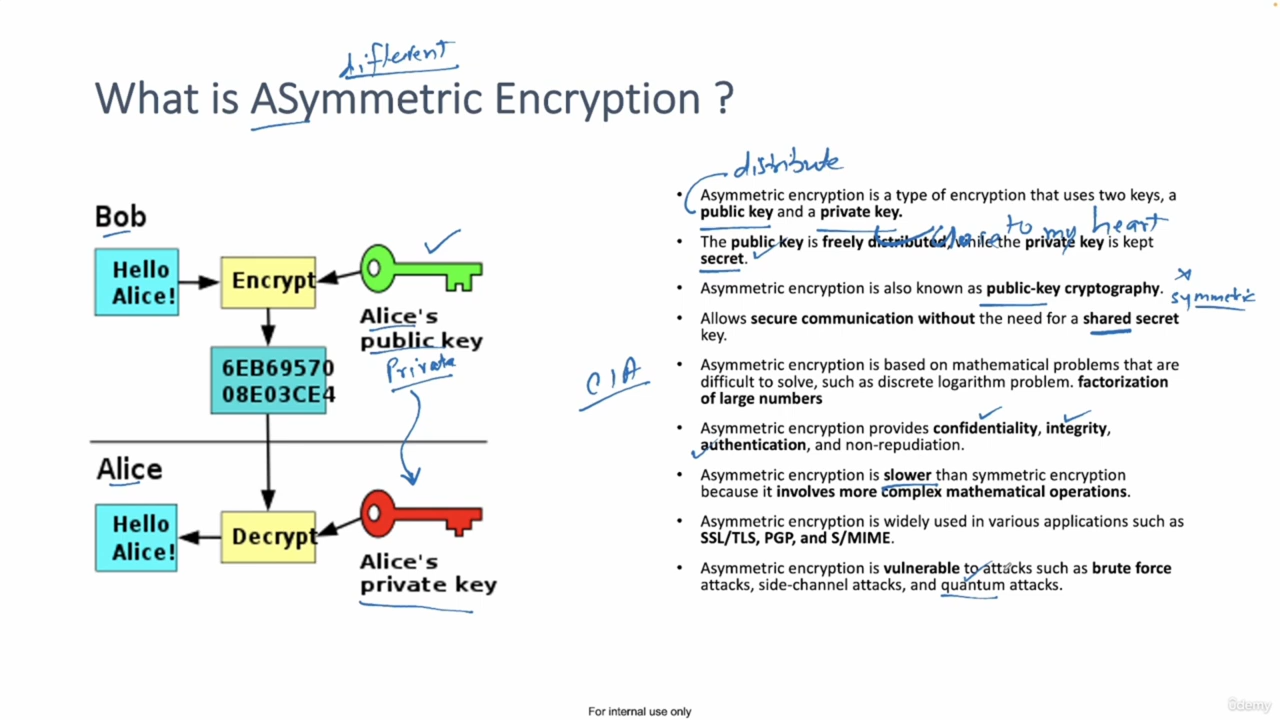 different
What is ASymmetric Encryption ?
Bob
Hello
Alice!
Encrypt
Alice's
public key
Private
6EB69570
08E03CE4
Alice
Hello
Alice!
Decrypt
Alice's
private key
CIA
distribute
• Asymmetric encryption is a type of encryption that uses two keys, a
public key and a private key.
close to my heart
• The public key is freely distributed, while the private key is kept
secret.
• Asymmetric encryption is also known as public-key cryptography.
symmetric
• Allows secure communication without the need for a shared secret
key.
• Asymmetric encryption is based on mathematical problems that are
difficult to solve, such as discrete logarithm problem. factorization
of large numbers
• Asymmetric encryption provides confidentiality, integrity,
authentication, and non-repudiation.
• Asymmetric encryption is slower than symmetric encryption
because it involves more complex mathematical operations.
• Asymmetric encryption is widely used in various applications such as
SSL/TLS, PGP, and S/MIME.
• Asymmetric encryption is vulnerable to attacks such as brute force
attacks, side-channel attacks, and quantum attacks.
For internal use only
ûdemy